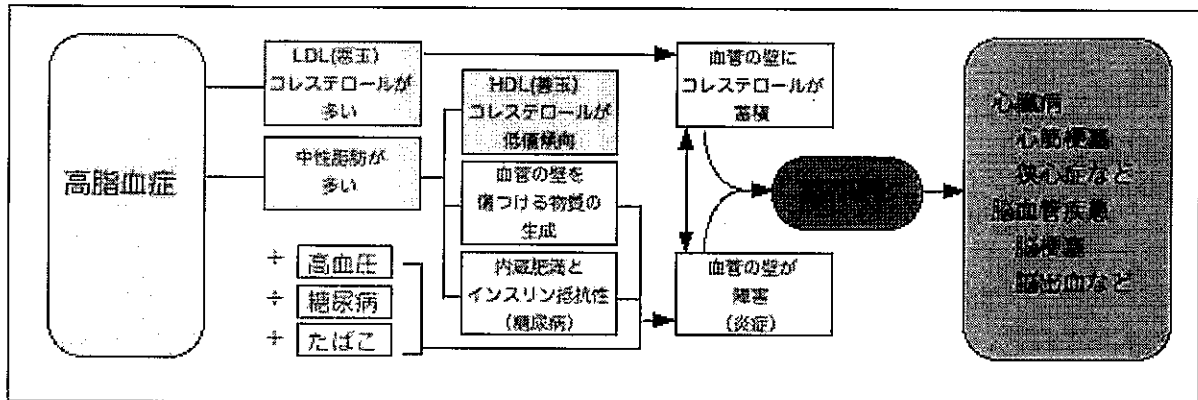 高脂血症
LDL(悪玉)
コレステロールが
多い
中性脂肪が
多い
HDL(善玉)
コレステロールが
低値傾向
血管の壁を
傷つける物質の
生成
内蔵肥満と
インスリン抵抗性
(糖尿病)
+ 高血圧
+ 糖尿病
+ たばこ
血管の壁に
コレステロールが
蓄積
血管の壁が
障害
(炎症)
心臓病
心筋梗塞
狭心症など
脳血管疾患
脳梗塞
脳出血など